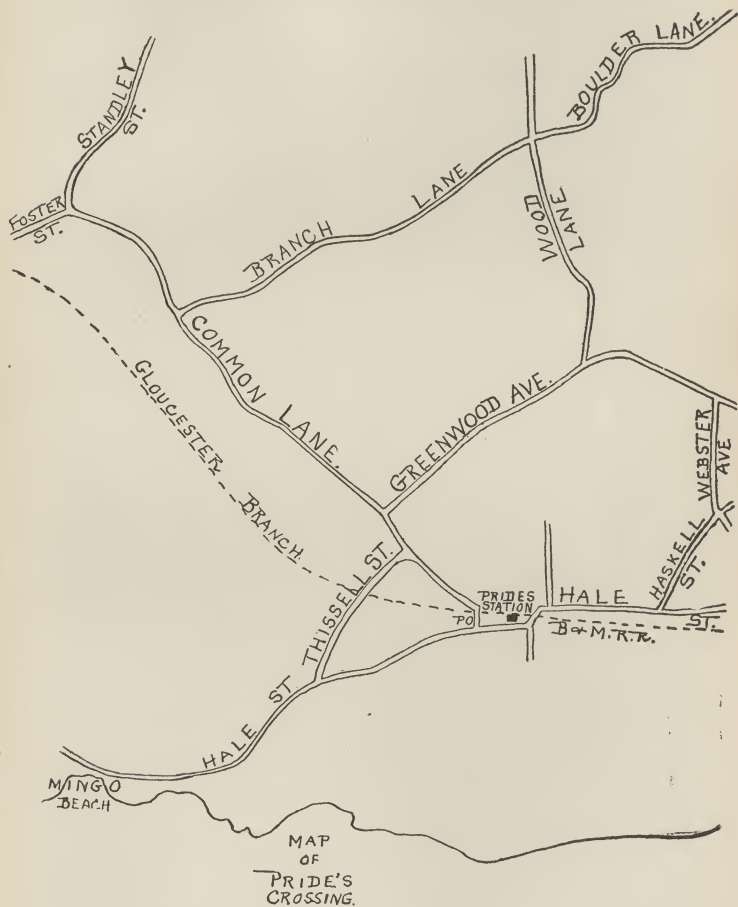 BOULDER LANE.
STANDLEY
ST.
FOSTER
ST.
BRANCH LANE
WOOD
LANE
COMMON LANE.
GLOUCESTER BRANCH.
GREENWOOD AVE.
WEBSTER
AVE
HASKELL
ST.
THISSELL ST.
PRIDES
STATION
HALE ST.
PO
B & M. R. R.
HALE ST.
MINGO
BEACH
MAP
OF
PRIDE'S
CROSSING.